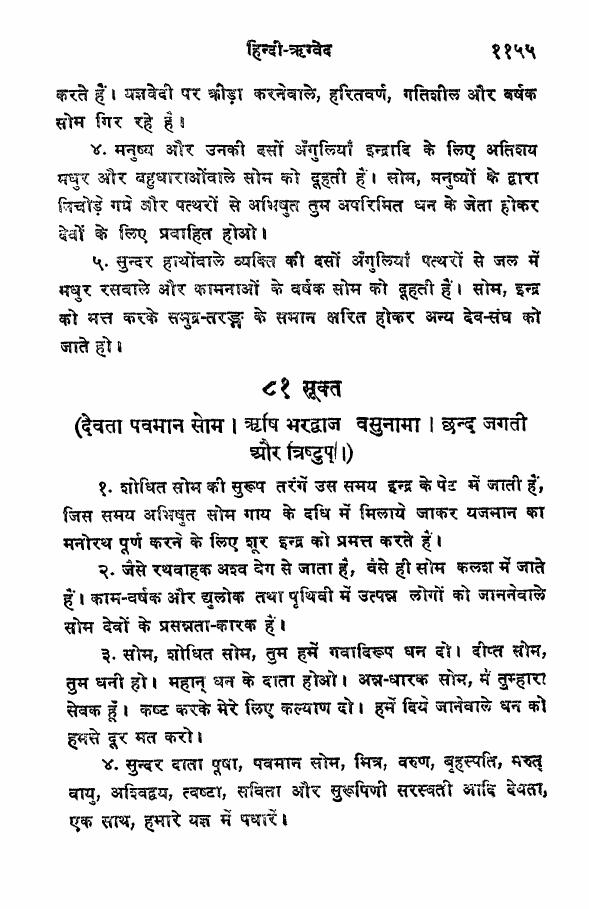 हिन्दी-ऋग्वेद ११५५
करते हैं। यज्ञवेदी पर क्रीड़ा करनेवाले, हरितवर्ण, गतिशील और वर्षक
सोम गिर रहे हैं।
४. मनुष्य और उनकी दसों अँगुलियाँ इन्द्रादि के लिए अतिशय
मधुर और बहुधाराओंवाले सोम को दूहती हैं। सोम, मनुष्यों के द्वारा
निचोड़े गये और पत्थरों से अभिषुत तुम अपरिमित धन के जेता होकर
देवों के लिए प्रवाहित होओ।
५. सुन्दर हाथोंवाले व्यक्ति की दसों अँगुलियाँ पत्थरों से जल में
मधुर रसवाले और कामनाओं के वर्षक सोम को दूहती हैं। सोम, इन्द्र
को मत्त करके समुद्र-तरङ्ग के समान क्षरित होकर अन्य देव-संघ को
जाते हो।
८१ सूक्त
(देवता पवमान सोम। ऋषि भरद्वाज वसुनामा। छन्द जगती
और त्रिष्टुप्।)
१. शोधित सोम की सुरूप तरंगें उस समय इन्द्र के पेट में जाती हैं,
जिस समय अभिषुत सोम गाय के दधि में मिलाये जाकर यजमान का
मनोरथ पूर्ण करने के लिए शूर इन्द्र को प्रमत्त करते हैं।
२. जैसे रथवाहक अश्व वेग से जाता है, वैसे ही सोम कलश में जाते
हैं। काम-वर्षक और द्युलोक तथा पृथिवी में उत्पन्न लोगों को जाननेवाले
सोम देवों के प्रसन्नता-कारक हैं।
३. सोम, शोधित सोम, तुम हमें गवादिरूप धन दो। दीप्त सोम,
तुम धनी हो। महान् धन के दाता होओ। अन्न-धारक सोम, मैं तुम्हारा
सेवक हूँ। कष्ट करके मेरे लिए कल्याण दो। हमें दिये जानेवाले धन को
हमसे दूर मत करो।
४. सुन्दर दाता पूषा, पवमान सोम, मित्र, वरुण, बृहस्पति, मरुत्
वायु, अश्विद्वय, त्वष्टा, सविता और सुरूपिणी सरस्वती आदि देवता,
एक साथ, हमारे यज्ञ में पधारें।